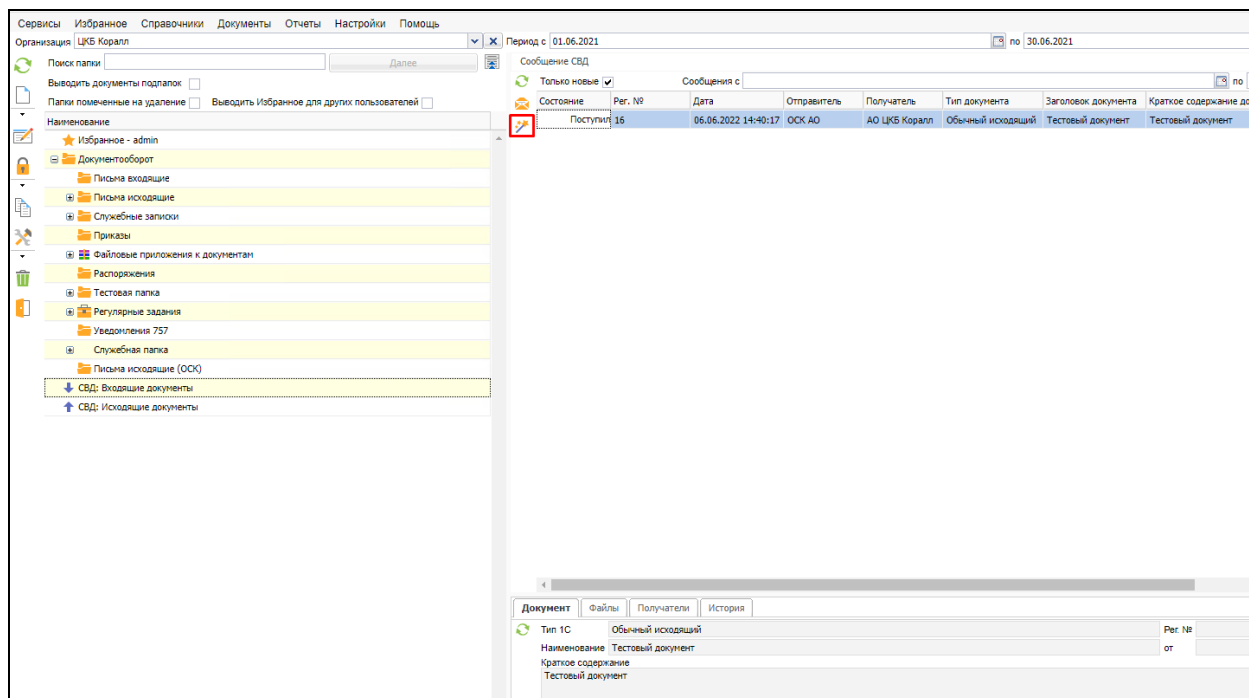 Сервисы Избранное Справочники Документы Отчеты Настройки Помощь
Организация ЦКБ Коралл Период с 01.06.2021 по 30.06.2021
Поиск папки Далее
Выводить документы подпапок
Папки помеченные на удаление Выводить Избранное для других пользователей
Наименование
Избранное - admin
Документооборот
Письма входящие
Письма исходящие
Служебные записки
Приказы
Файловые приложения к документам
Распоряжения
Тестовая папка
Регулярные задания
Уведомления 757
Служебная папка
Письма исходящие (ОСК)
СВД: Входящие документы
СВД: Исходящие документы
Сообщение СВД
Только новые Сообщения с по
Состояние Рег. № Дата Отправитель Получатель Тип документа Заголовок документа Краткое содержание до
Поступил 16 06.06.2022 14:40:17 ОСК АО АО ЦКБ Коралл Обычный исходящий Тестовый документ Тестовый документ
Документ Файлы Получатели История
Тип 1С Обычный исходящий Рег. №
Наименование Тестовый документ от
Краткое содержание
Тестовый документ